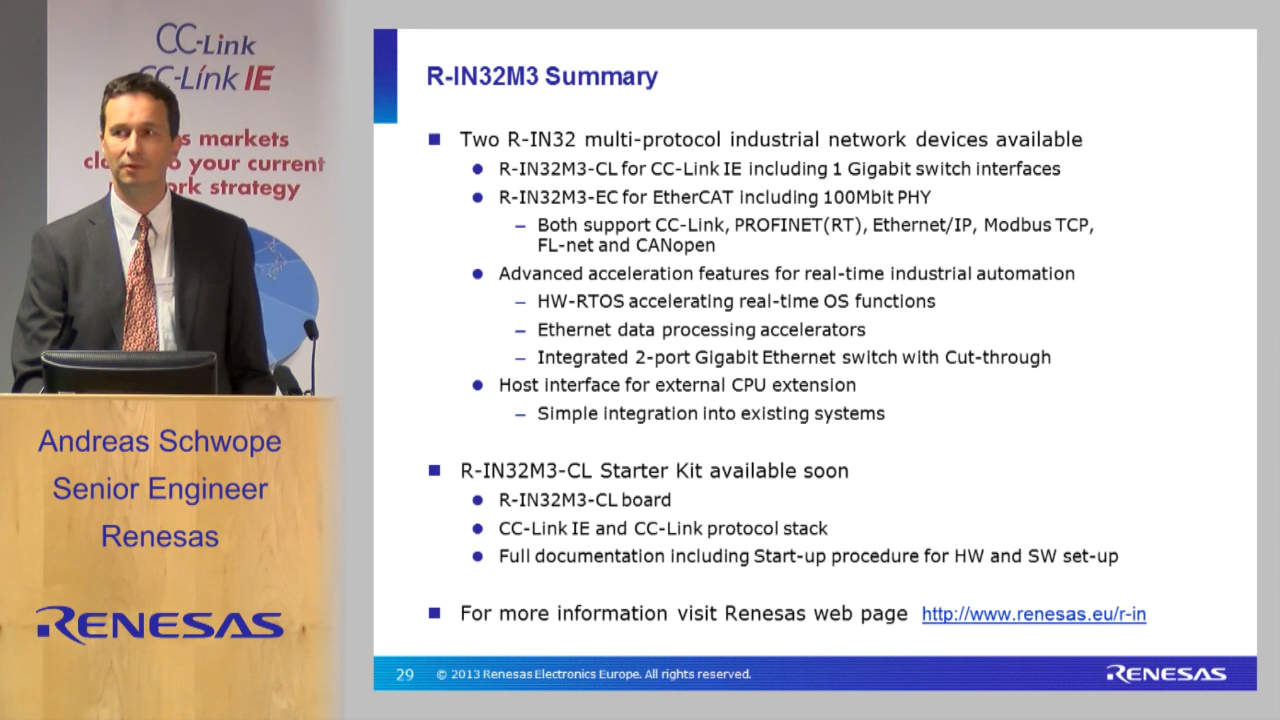 CC-Link
CC-Link IE
s markets
to your current
rk strategy
Andreas Schwope
Senior Engineer
Renesas
RENESAS
R-IN32M3 Summary
Two R-IN32 multi-protocol industrial network devices available
R-IN32M3-CL for CC-Link IE including 1 Gigabit switch interfaces
R-IN32M3-EC for EtherCAT including 100Mbit PHY
– Both support CC-Link, PROFINET(RT), Ethernet/IP, Modbus TCP,
FL-net and CANopen
Advanced acceleration features for real-time industrial automation
– HW-RTOS accelerating real-time OS functions
– Ethernet data processing accelerators
– Integrated 2-port Gigabit Ethernet switch with Cut-through
Host interface for external CPU extension
– Simple integration into existing systems
R-IN32M3-CL Starter Kit available soon
R-IN32M3-CL board
CC-Link IE and CC-Link protocol stack
Full documentation including Start-up procedure for HW and SW set-up
For more information visit Renesas web page http://www.renesas.eu/r-in
29 © 2013 Renesas Electronics Europe. All rights reserved.
RENESAS